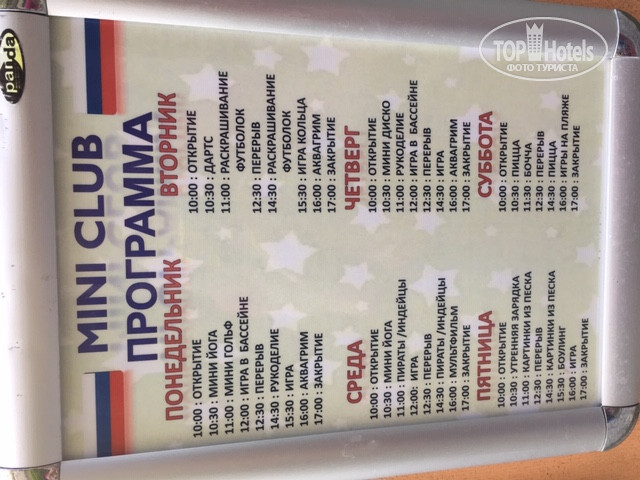 panda
TOP Hotels
ФОТО ТУРИСТА
MINI CLUB
ПРОГРАММА
ПОНЕДЕЛЬНИК
10:00 : ОТКРЫТИЕ
10:30 : МИНИ ЙОГА
11:00 : МИНИ ГОЛЬФ
12:00 : ИГРА В БАССЕЙНЕ
12:30 : ПЕРЕРЫВ
14:30 : РУКОДЕЛИЕ
15:30 : ИГРА
16:00 : АКВАГРИМ
17:00 : ЗАКРЫТИЕ
ВТОРНИК
10:00 : ОТКРЫТИЕ
10:30 : ДАРТС
11:00 : РАСКРАШИВАНИЕ
ФУТБОЛОК
12:30 : ПЕРЕРЫВ
14:30 : РАСКРАШИВАНИЕ
ФУТБОЛОК
15:30 : ИГРА КОЛЬЦА
16:00 : АКВАГРИМ
17:00 : ЗАКРЫТИЕ
СРЕДА
10:00 : ОТКРЫТИЕ
10:30 : МИНИ ЙОГА
11:00 : ПИРАТЫ /ИНДЕЙЦЫ
12:00 : ИГРА
12:30 : ПЕРЕРЫВ
14:30 : ПИРАТЫ /ИНДЕЙЦЫ
16:00 : МУЛЬФИЛЬМ
17:00 : ЗАКРЫТИЕ
ЧЕТВЕРГ
10:00 : ОТКРЫТИЕ
10:30 : МИНИ ДИСКО
11:00 : РУКОДЕЛИЕ
12:00 : ИГРА В БАССЕЙНЕ
12:30 : ПЕРЕРЫВ
14:30 : ИГРА
16:00 : АКВАГРИМ
17:00 : ЗАКРЫТИЕ
ПЯТНИЦА
10:00 : ОТКРЫТИЕ
10:30 : УТРЕННЯЯ ЗАРЯДКА
11:00 : КАРТИНКИ ИЗ ПЕСКА
12:30 : ПЕРЕРЫВ
14:30 : КАРТИНКИ ИЗ ПЕСКА
15:30 : БОУЛИНГ
16:00 : ИГРА
17:00 : ЗАКРЫТИЕ
СУББОТА
10:00 : ОТКРЫТИЕ
10:30 : ПИЦЦА
11:30 : БОЧЧА
12:30 : ПЕРЕРЫВ
14:30 : ПИЦЦА
16:00 : ИГРЫ НА ПЛЯЖЕ
17:00 : ЗАКРЫТИЕ